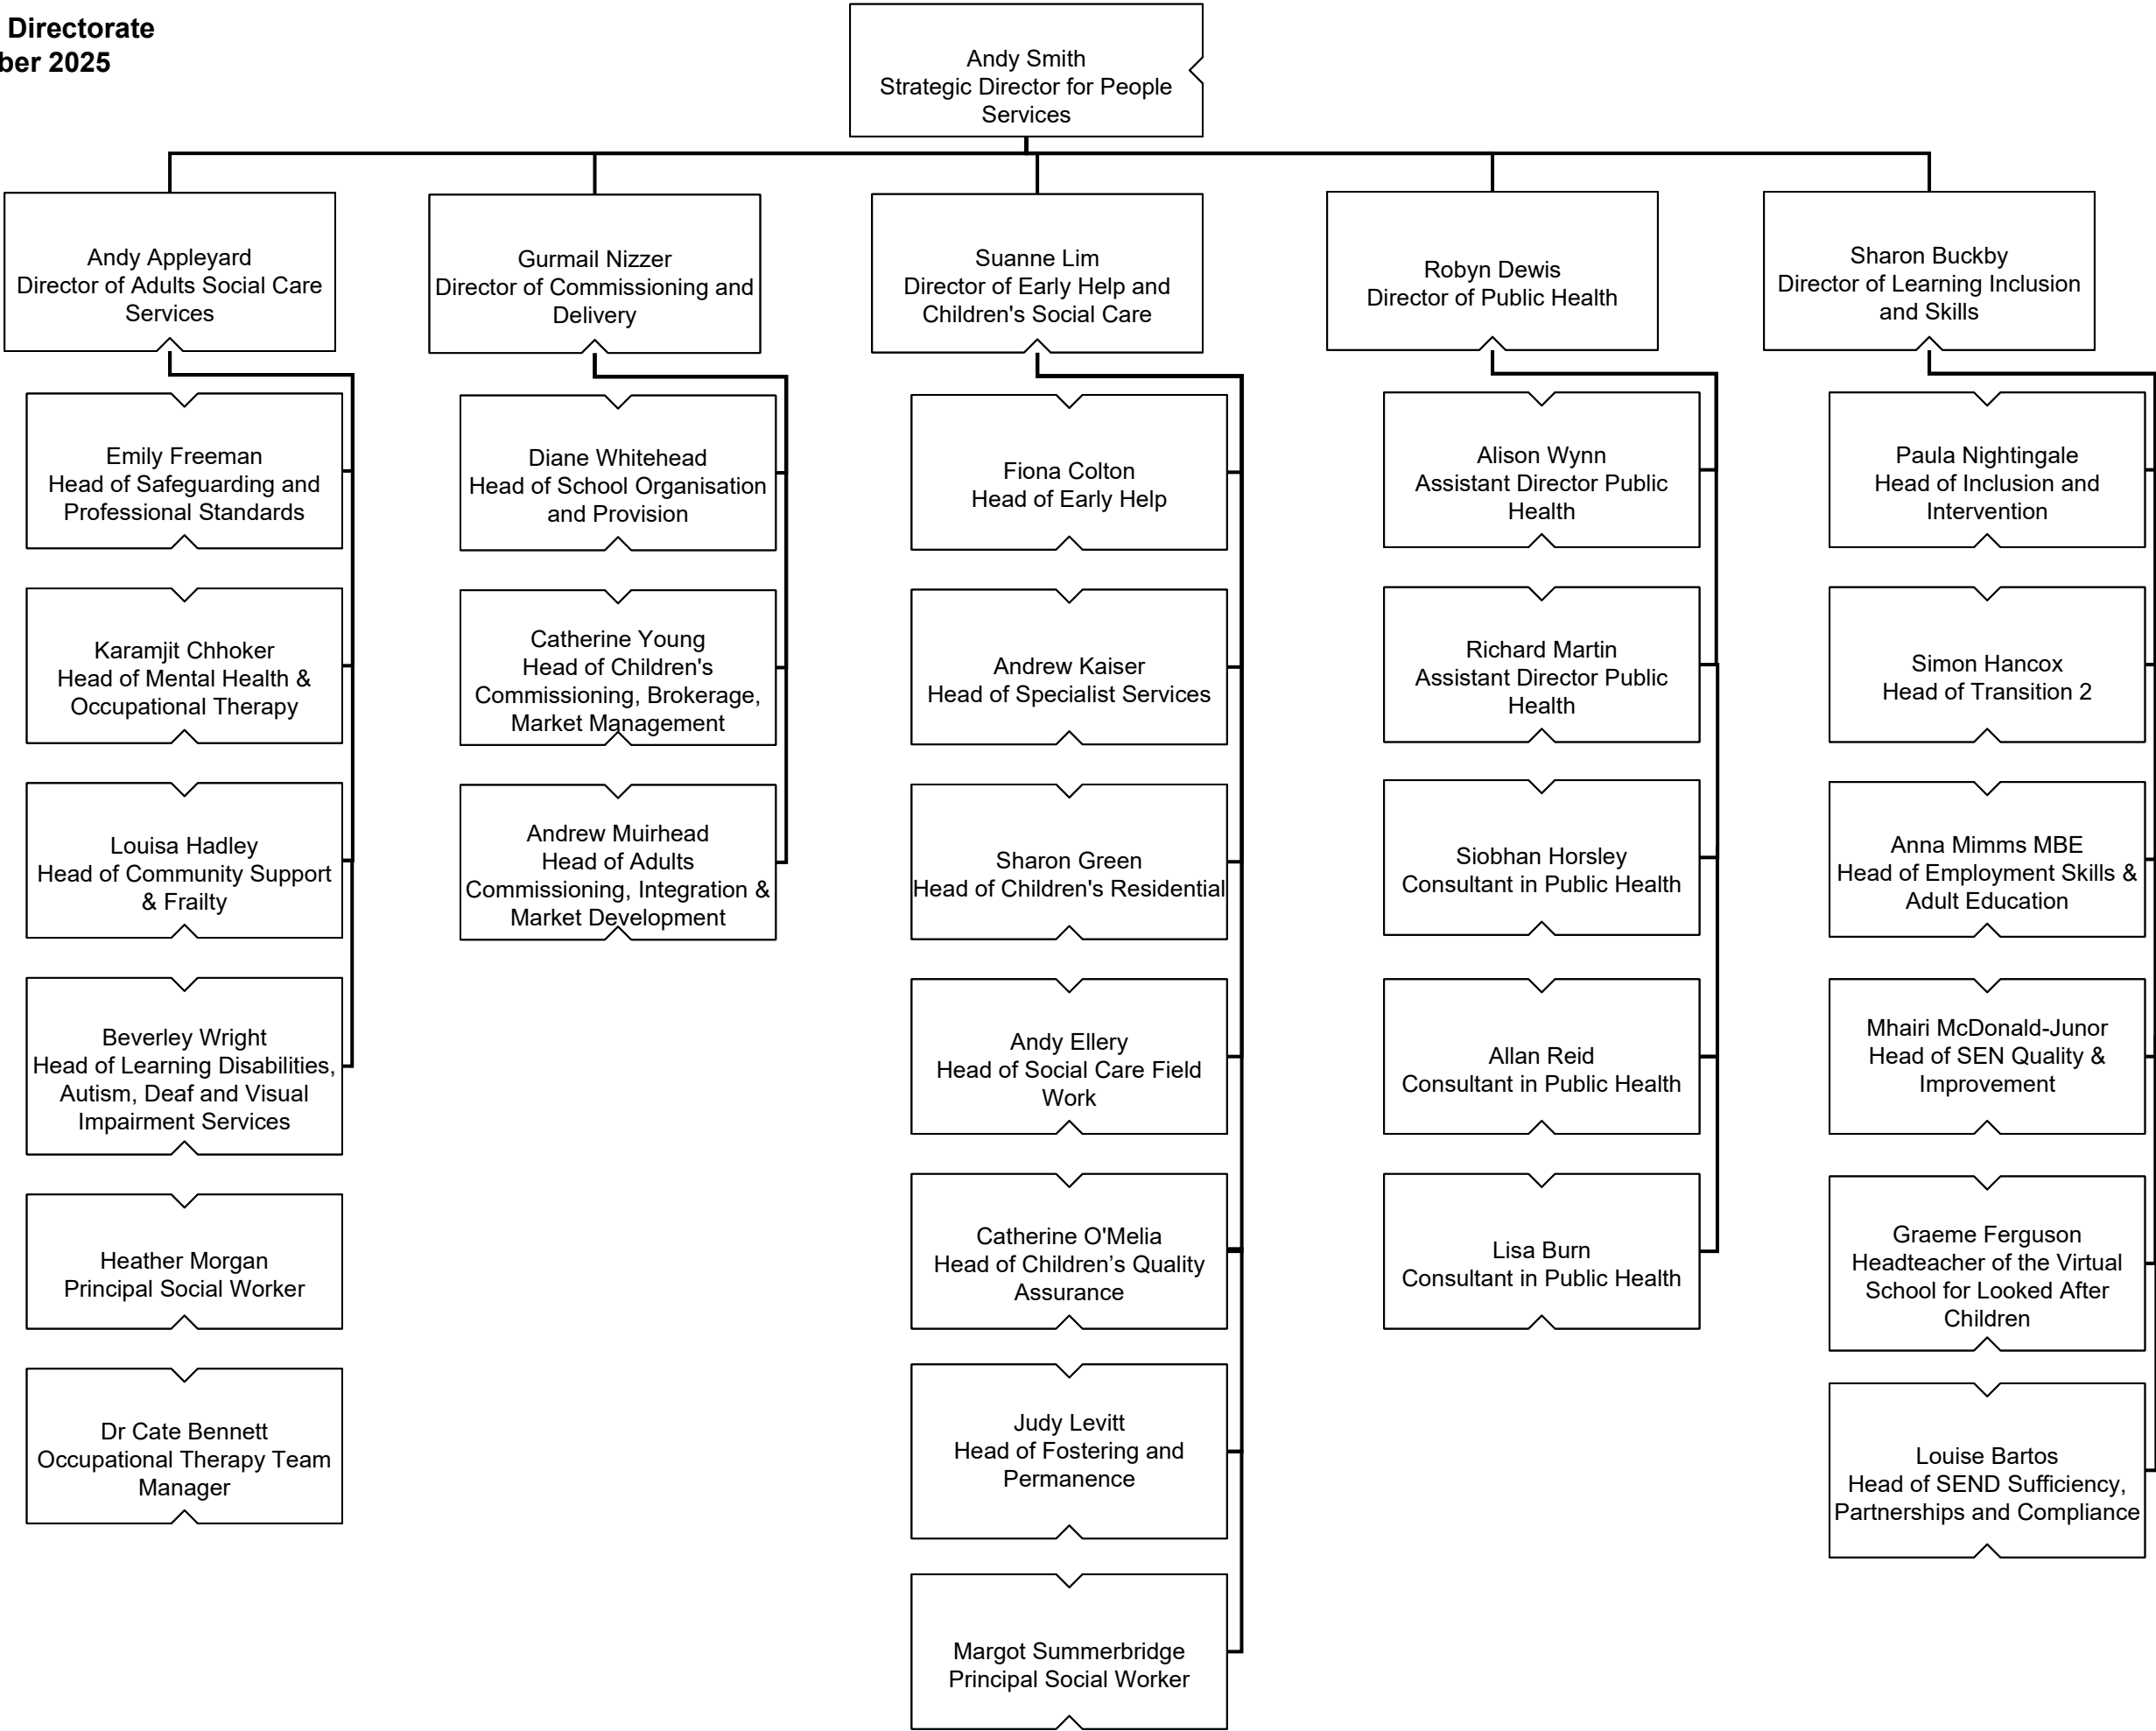 Directorate
ber 2025
Andy Smith
Strategic Director for People
Services
Andy Appleyard
Director of Adults Social Care
Services
Gurmail Nizzer
Director of Commissioning and
Delivery
Suanne Lim
Director of Early Help and
Children's Social Care
Robyn Dewis
Director of Public Health
Sharon Buckby
Director of Learning Inclusion
and Skills
Emily Freeman
Head of Safeguarding and
Professional Standards
Karamjit Chhoker
Head of Mental Health &
Occupational Therapy
Louisa Hadley
Head of Community Support
& Frailty
Beverley Wright
Head of Learning Disabilities,
Autism, Deaf and Visual
Impairment Services
Heather Morgan
Principal Social Worker
Dr Cate Bennett
Occupational Therapy Team
Manager
Diane Whitehead
Head of School Organisation
and Provision
Catherine Young
Head of Children's
Commissioning, Brokerage,
Market Management
Andrew Muirhead
Head of Adults
Commissioning, Integration &
Market Development
Fiona Colton
Head of Early Help
Andrew Kaiser
Head of Specialist Services
Sharon Green
Head of Children's Residential
Andy Ellery
Head of Social Care Field
Work
Catherine O'Melia
Head of Children’s Quality
Assurance
Judy Levitt
Head of Fostering and
Permanence
Margot Summerbridge
Principal Social Worker
Alison Wynn
Assistant Director Public
Health
Richard Martin
Assistant Director Public
Health
Siobhan Horsley
Consultant in Public Health
Allan Reid
Consultant in Public Health
Lisa Burn
Consultant in Public Health
Paula Nightingale
Head of Inclusion and
Intervention
Simon Hancox
Head of Transition 2
Anna Mimms MBE
Head of Employment Skills &
Adult Education
Mhairi McDonald-Junor
Head of SEN Quality &
Improvement
Graeme Ferguson
Headteacher of the Virtual
School for Looked After
Children
Louise Bartos
Head of SEND Sufficiency,
Partnerships and Compliance